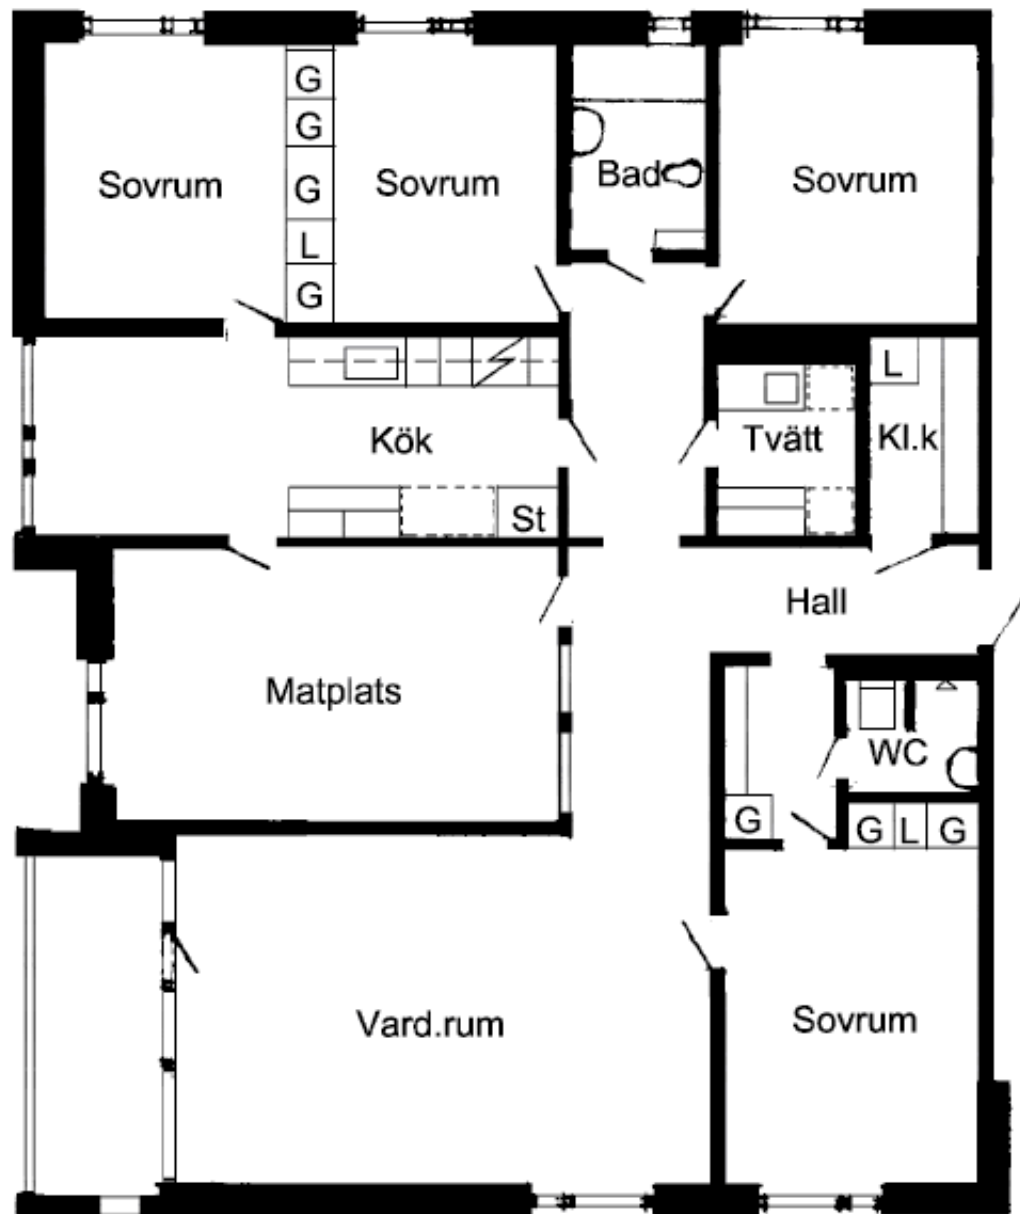 G
G
Sovrum
G
Sovrum
Bad
Sovrum
L
G
L
Kök
Tvätt
Kl.k
St
Hall
Matplats
WC
G
G
L
G
Vard.rum
Sovrum